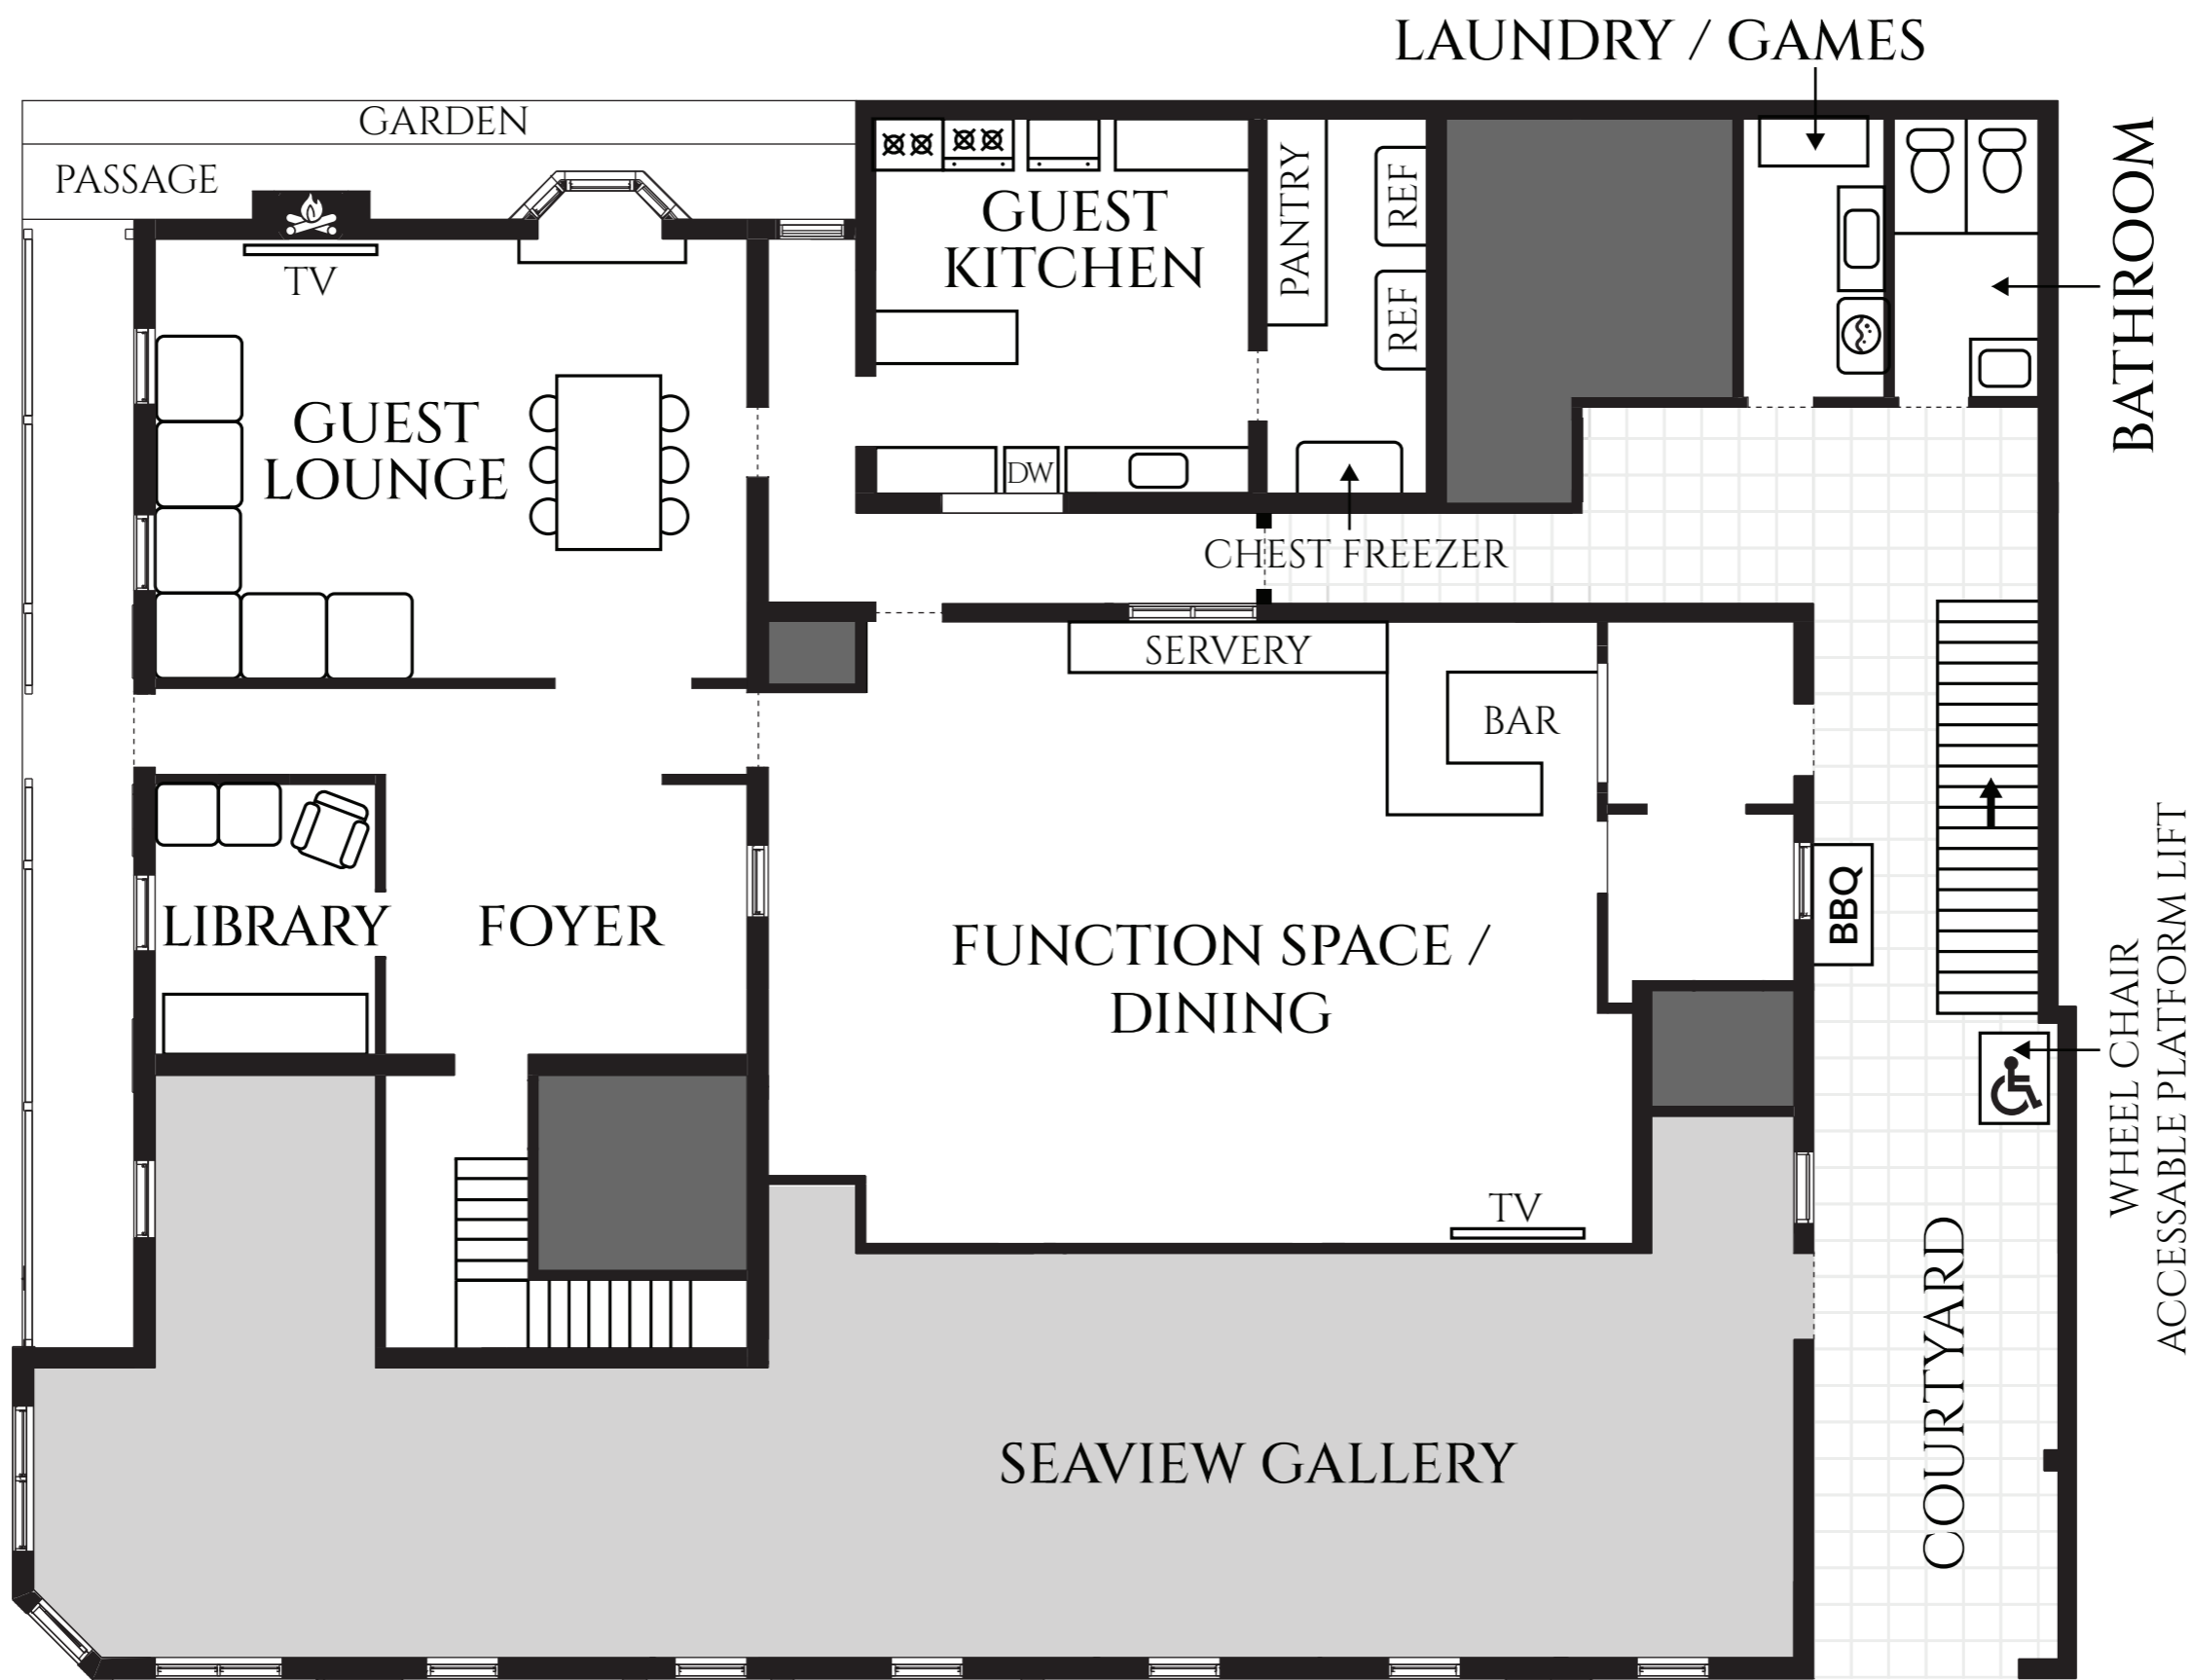 LAUNDRY / GAMES
GARDEN
PASSAGE
BATHROOM
GUEST
KITCHEN
PANTRY
REF
REF
TV
GUEST
LOUNGE
DW
CHEST FREEZER
SERVERY
BAR
LIBRARY
FOYER
FUNCTION SPACE /
DINING
BBQ
WHEEL CHAIR
ACCESSABLE PLATFORM LIFT
TV
COURTYARD
SEAVIEW GALLERY